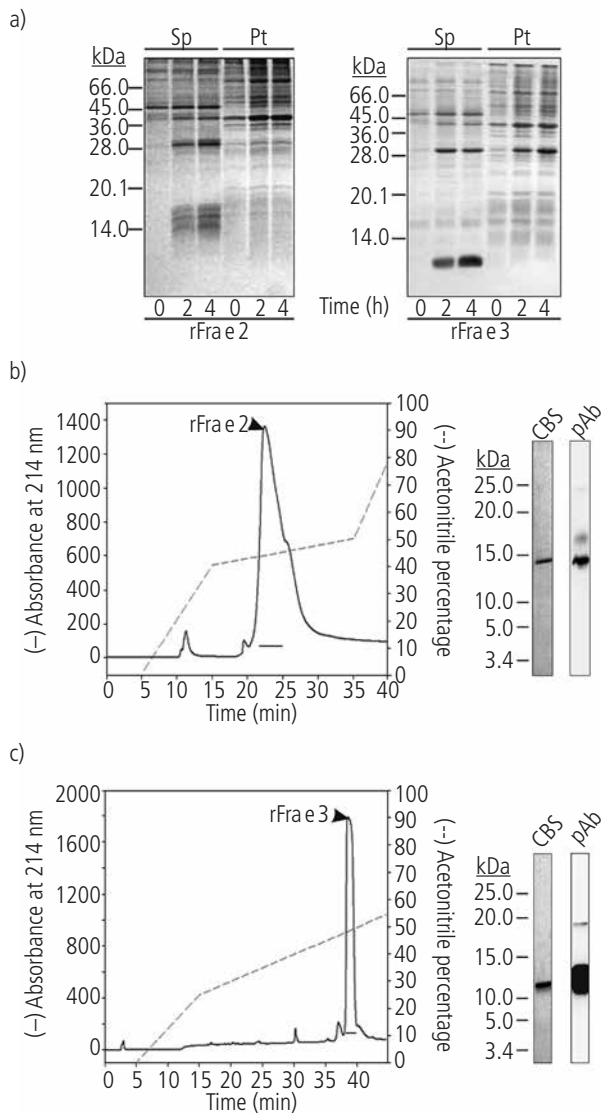 a)
Sp Pt
kDa
66.0
45.0
36.0
28.0
20.1
14.0
0 2 4 0 2 4
rFra e 2
Sp Pt
kDa
66.0
45.0
36.0
28.0
20.1
14.0
Time (h)
0 2 4 0 2 4
rFra e 3
b)
(–) Absorbance at 214 nm
1400
1200
1000
800
600
400
200
0
rFra e 2
0 5 10 15 20 25 30 35 40
Time (min)
100
90
80
70
60
50
40
30
20
10
0
(--) Acetonitrile percentage
CBS pAb
kDa
25.0
20.0
15.0
10.0
5.0
3.4
c)
(–) Absorbance at 214 nm
2000
1600
1200
800
400
0
rFra e 3
0 5 10 15 20 25 30 35 40
Time (min)
100
90
80
70
60
50
40
30
20
10
0
(--) Acetonitrile percentage
CBS pAb
kDa
25.0
20.0
15.0
10.0
5.0
3.4